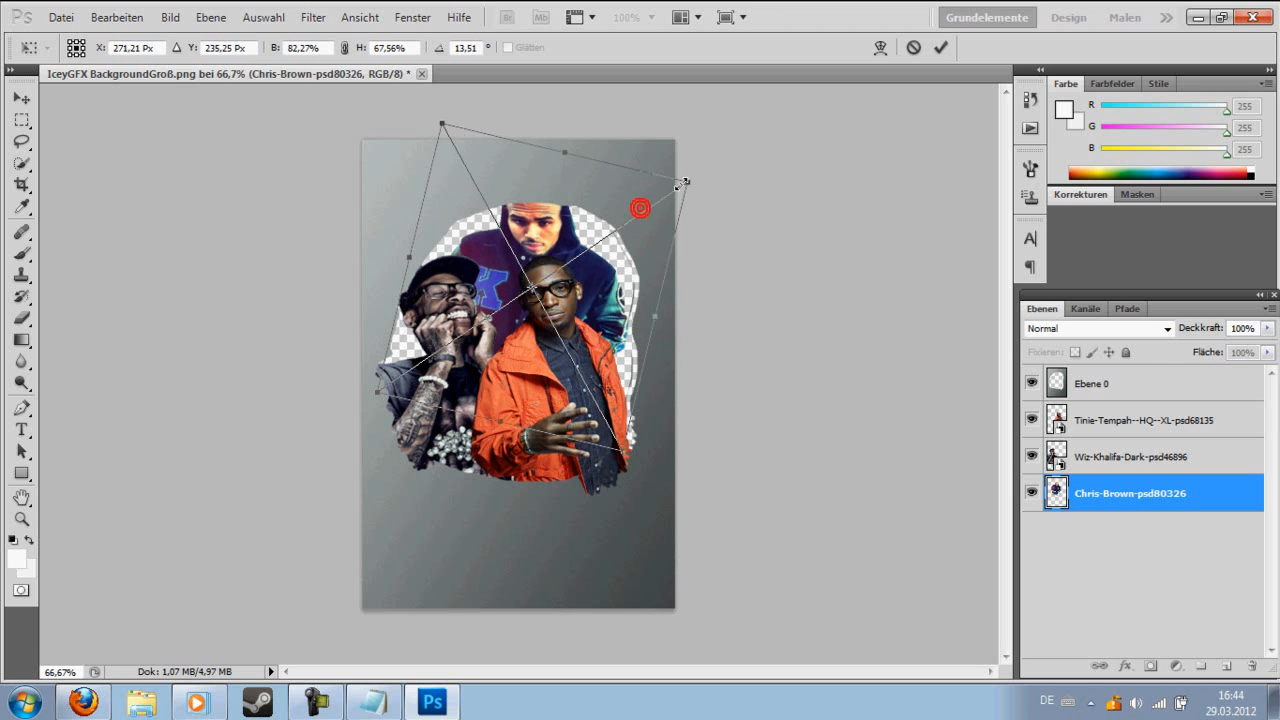 Ps Datei Bearbeiten Bild Ebene Auswahl Filter Ansicht Fenster Hilfe Br Mb 100% Grundelemente Design Malen
X: 271,21 Px Y: 235,25 Px B: 82,27% H: 67,56% 13,51 ° Glätten
IceyGFX BackgroundGroß.png bei 66,7% (Chris-Brown-psd80326, RGB/8) *
Farbe Farbfelder Stile
R 255
G 255
B 255
Korrekturen Masken
Ebenen Kanäle Pfade
Normal Deckkraft: 100%
Fixieren: Fläche: 100%
Ebene 0
Tinie-Tempah--HQ--XL-psd68135
Wiz-Khalifa-Dark-psd46896
Chris-Brown-psd80326
66,67% Dok: 1,07 MB/4,97 MB
Ps DE 16:44
29.03.2012